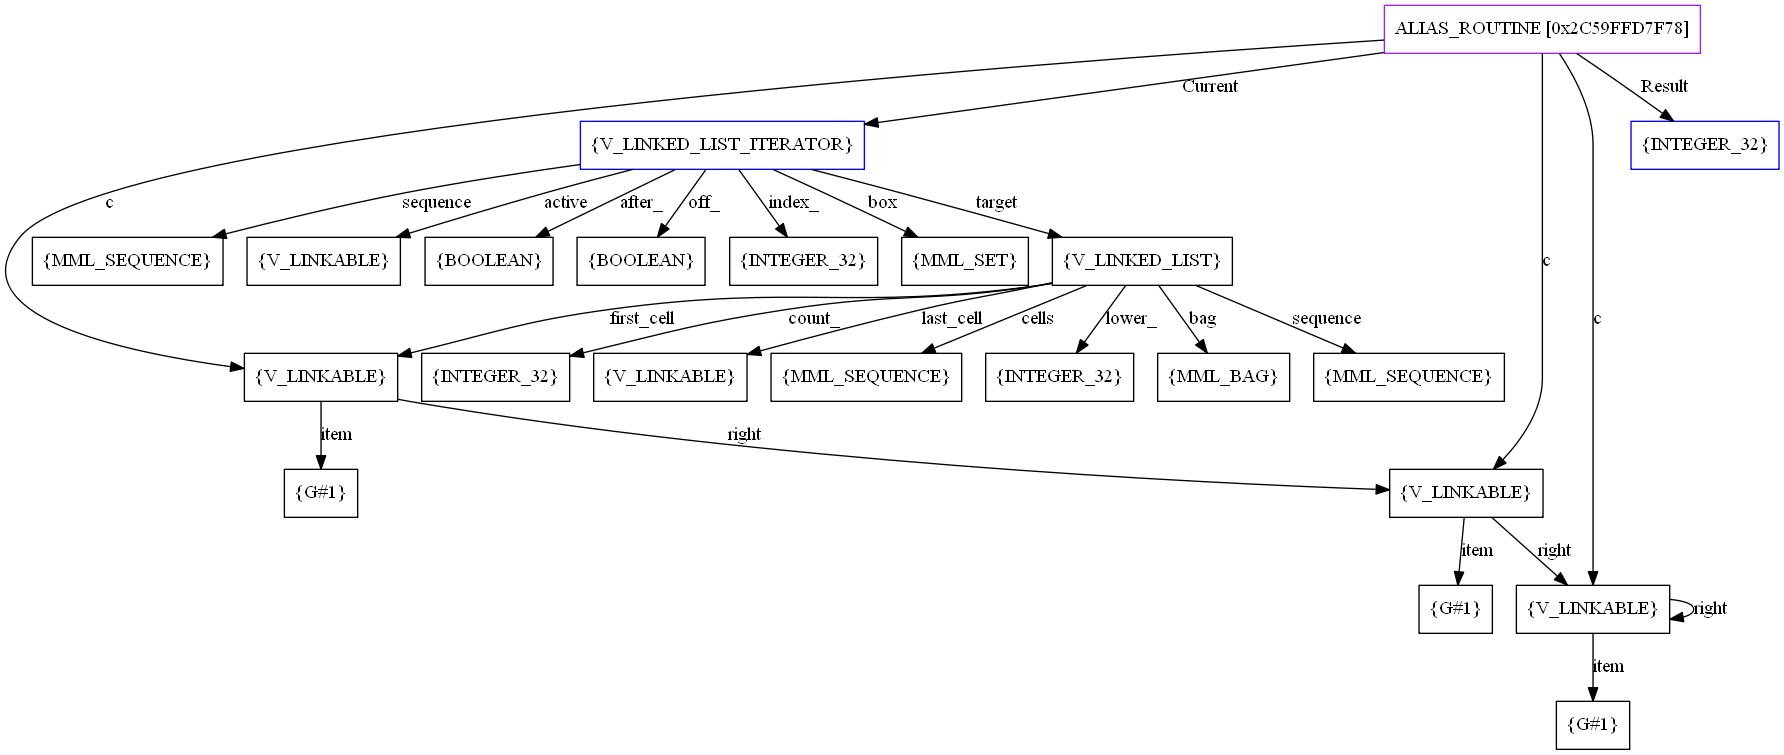 ALIAS_ROUTINE [0x2C59FFD7F78]
Current
Result
{V_LINKED_LIST_ITERATOR}
{INTEGER_32}
c
sequence
active
after_
off_
index_
box
target
{MML_SEQUENCE}
{V_LINKABLE}
{BOOLEAN}
{BOOLEAN}
{INTEGER_32}
{MML_SET}
{V_LINKED_LIST}
c
first_cell
count_
last_cell
cells
lower_
bag
sequence
c
{V_LINKABLE}
{INTEGER_32}
{V_LINKABLE}
{MML_SEQUENCE}
{INTEGER_32}
{MML_BAG}
{MML_SEQUENCE}
item
right
{G#1}
{V_LINKABLE}
item
right
{G#1}
{V_LINKABLE}
right
item
{G#1}